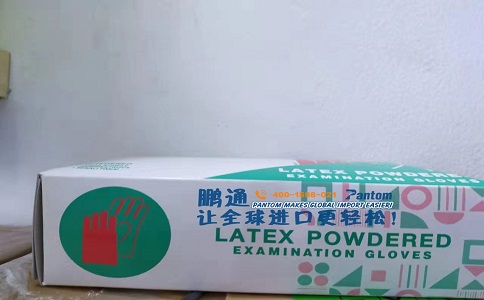 LATEX POWDERED
EXAMINATION GLOVES
鹏通
Pantom
PANTOM MAKES GLOBAL IMPORT EASIER!
让全球进口更轻松!
LATEX POWDERED
EXAMINATION GLOVES